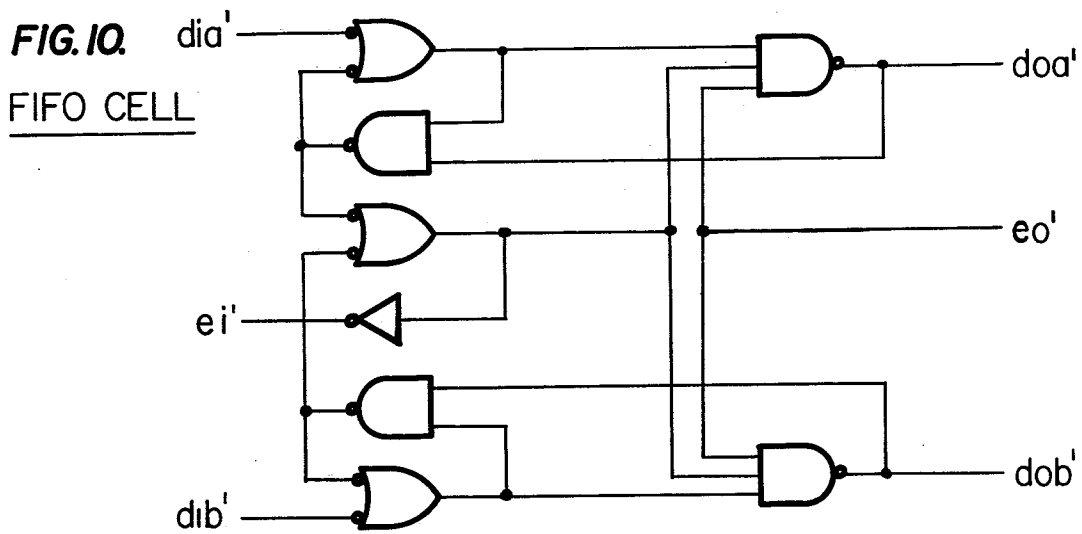 FIG. 10.
FIFO CELL
dia'
doa'
eo'
ei'
dib'
dob'